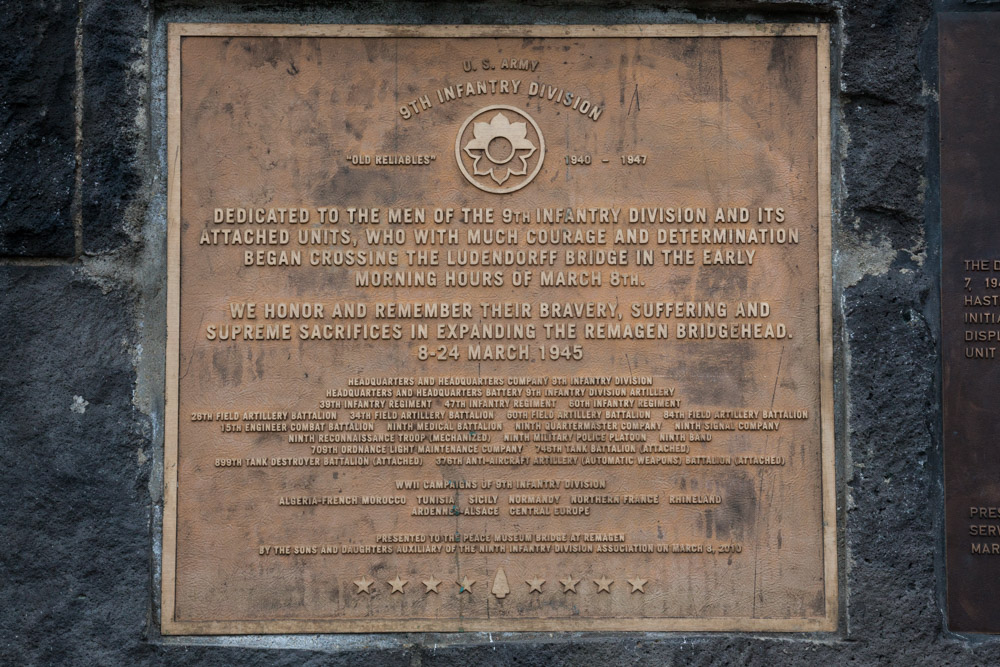 U. S. ARMY
9TH INFANTRY DIVISION
"OLD RELIABLES" 1940 – 1947
DEDICATED TO THE MEN OF THE 9TH INFANTRY DIVISION AND ITS
ATTACHED UNITS, WHO WITH MUCH COURAGE AND DETERMINATION
BEGAN CROSSING THE LUDENDORFF BRIDGE IN THE EARLY
MORNING HOURS OF MARCH 8TH.
WE HONOR AND REMEMBER THEIR BRAVERY, SUFFERING AND
SUPREME SACRIFICES IN EXPANDING THE REMAGEN BRIDGEHEAD.
8-24 MARCH 1945
HEADQUARTERS AND HEADQUARTERS COMPANY 9TH INFANTRY DIVISION
HEADQUARTERS AND HEADQUARTERS BATTERY 9TH INFANTRY DIVISION ARTILLERY
39TH INFANTRY REGIMENT 47TH INFANTRY REGIMENT 60TH INFANTRY REGIMENT
26TH FIELD ARTILLERY BATTALION 34TH FIELD ARTILLERY BATTALION 60TH FIELD ARTILLERY BATTALION 84TH FIELD ARTILLERY BATTALION
15TH ENGINEER COMBAT BATTALION NINTH MEDICAL BATTALION NINTH QUARTERMASTER COMPANY NINTH SIGNAL COMPANY
NINTH RECONNAISSANCE TROOP (MECHANIZED) NINTH MILITARY POLICE PLATOON NINTH BAND
709TH ORDNANCE LIGHT MAINTENANCE COMPANY 746TH TANK BATTALION (ATTACHED)
899TH TANK DESTROYER BATTALION (ATTACHED) 376TH ANTI-AIRCRAFT ARTILLERY (AUTOMATIC WEAPONS) BATTALION (ATTACHED)
WWII CAMPAIGNS OF 9TH INFANTRY DIVISION
ALGERIA-FRENCH MOROCCO TUNISIA SICILY NORMANDY NORTHERN FRANCE RHINELAND
ARDENNES-ALSACE CENTRAL EUROPE
PRESENTED TO THE PEACE MUSEUM BRIDGE AT REMAGEN
BY THE SONS AND DAUGHTERS AUXILIARY OF THE NINTH INFANTRY DIVISION ASSOCIATION ON MARCH 8, 2010
THE D
7, 194
HAST
INITIA
DISPL
UNIT
PRES
SERV
MAR